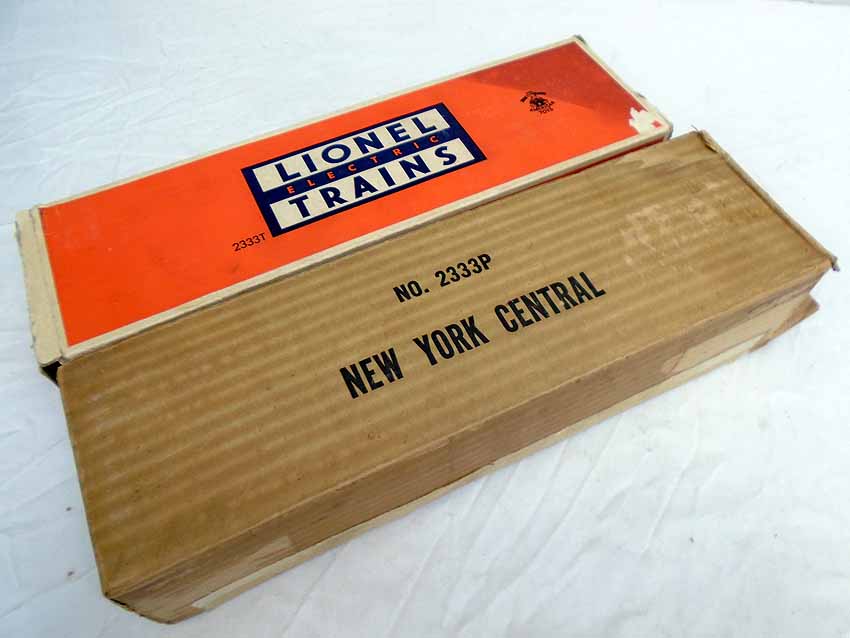 LIONEL
ELECTRIC
TRAINS
2333T
NO. 2333P
NEW YORK CENTRAL